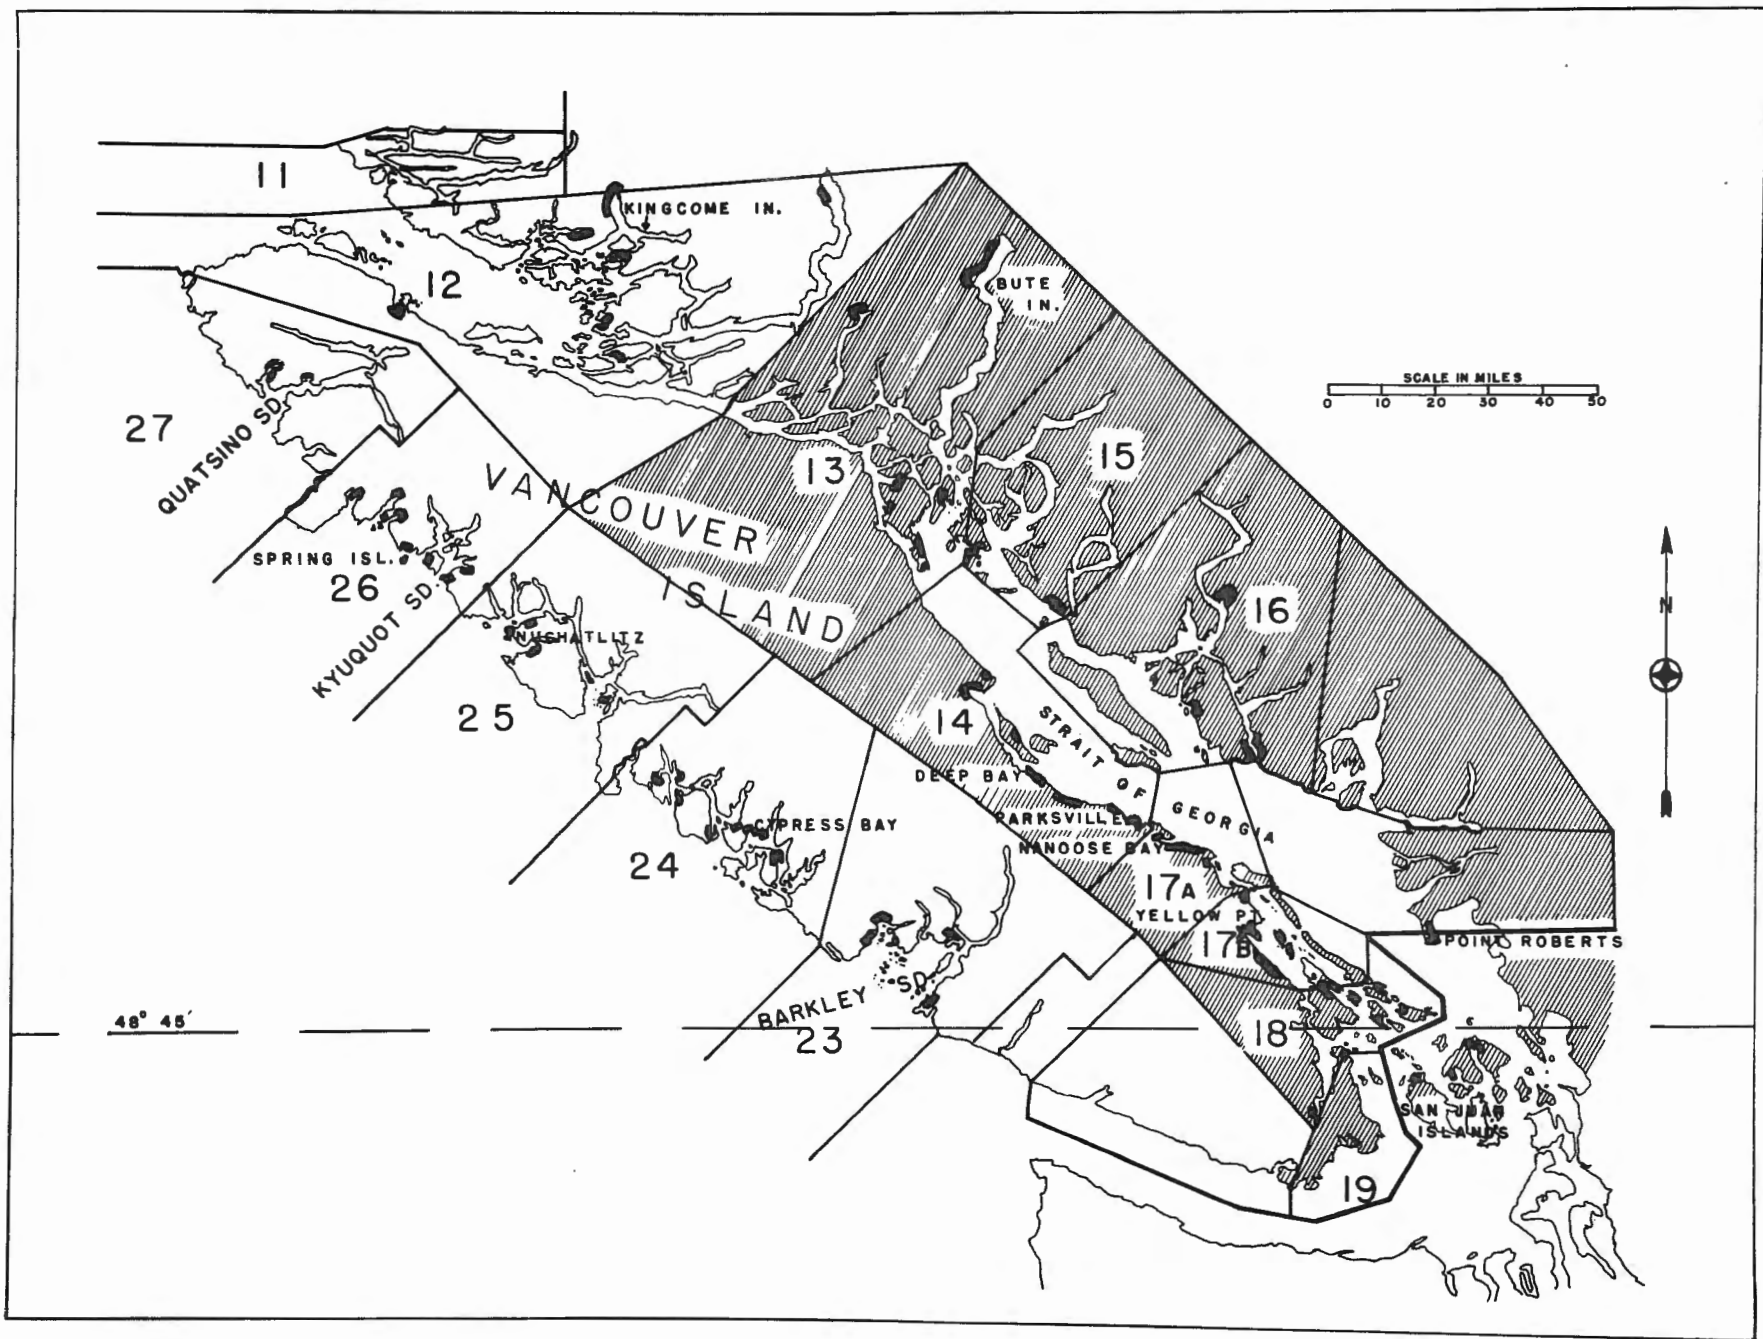 11
KINGCOME IN.
12
BUTE
IN.
SCALE IN MILES
0 10 20 30 40 50
27
QUATSINO SD.
13
15
VANCOUVER
ISLAND
SPRING ISL.
26
KYUQUOT SD.
16
N
NUCHATLITZ
25
14
STRAIT OF
GEORGIA
DEEP BAY
PARKSVILLE
NANOOSE BAY
CYPRESS BAY
24
17A
YELLOW PT.
17B
POINT ROBERTS
BARKLEY SD.
23
48° 45'
18
SAN JUAN
ISLANDS
19